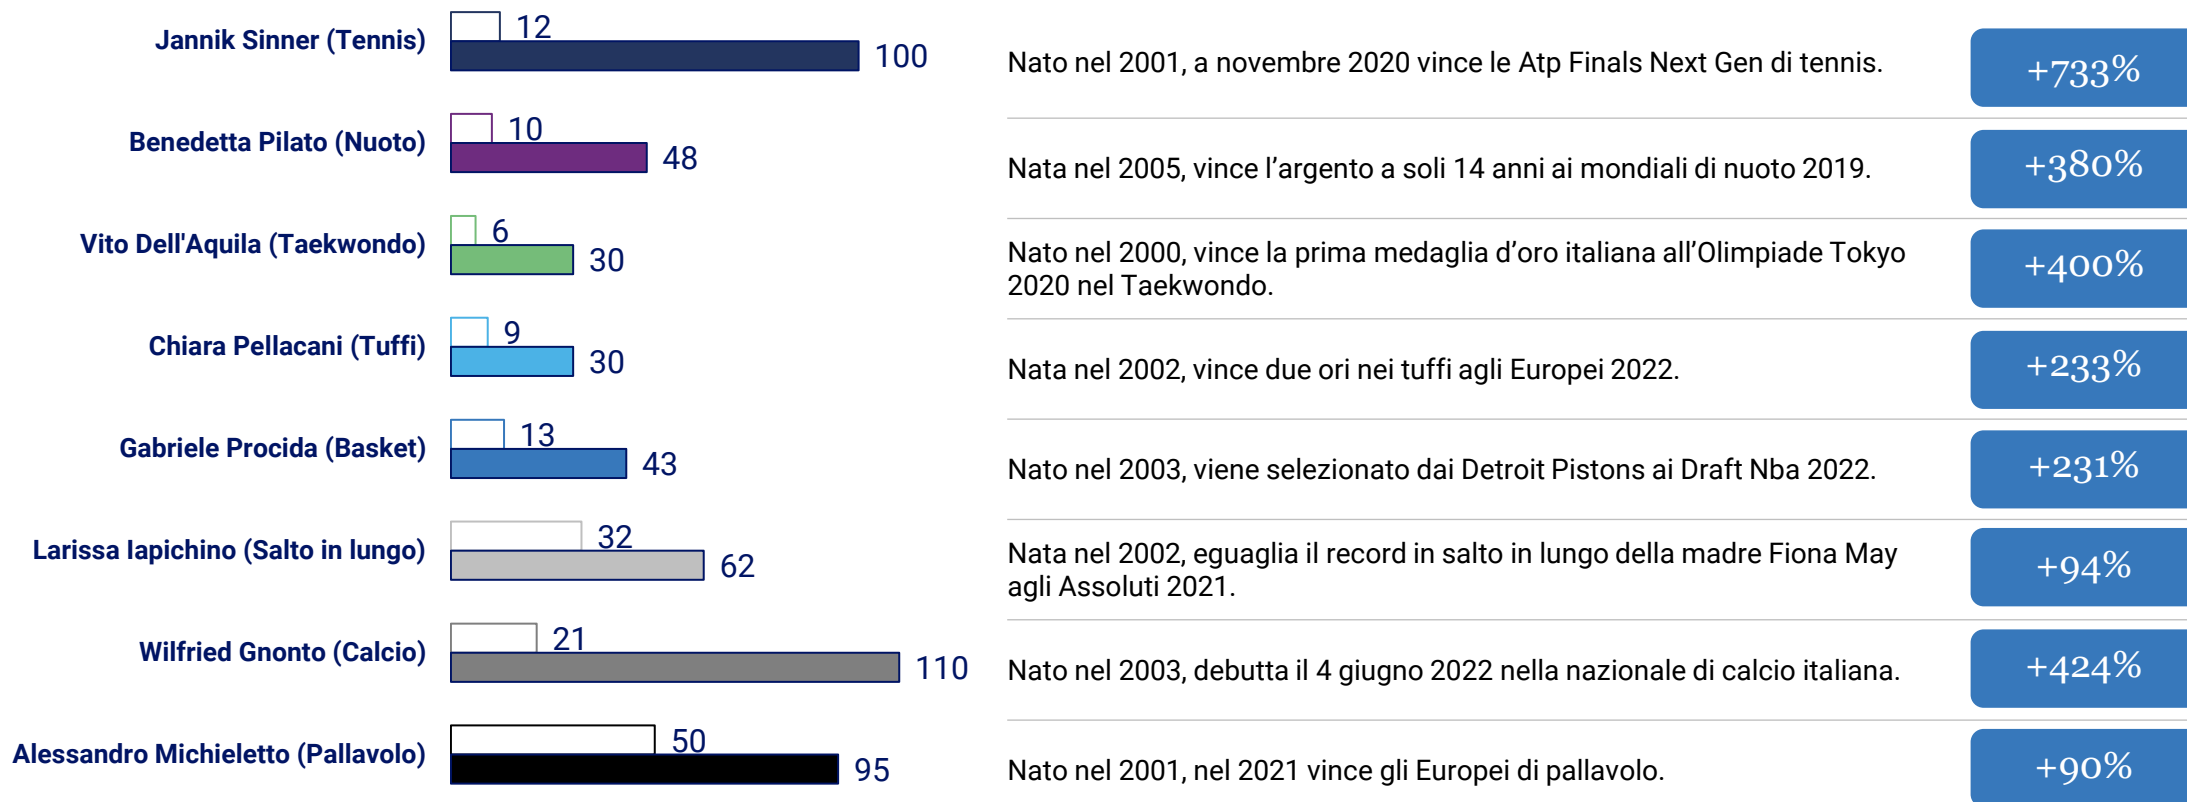 Jannik Sinner (Tennis)
12
100
Nato nel 2001, a novembre 2020 vince le Atp Finals Next Gen di tennis.
+733%
Benedetta Pilato (Nuoto)
10
48
Nata nel 2005, vince l’argento a soli 14 anni ai mondiali di nuoto 2019.
+380%
Vito Dell'Aquila (Taekwondo)
6
30
Nato nel 2000, vince la prima medaglia d’oro italiana all’Olimpiade Tokyo
2020 nel Taekwondo.
+400%
Chiara Pellacani (Tuffi)
9
30
Nata nel 2002, vince due ori nei tuffi agli Europei 2022.
+233%
Gabriele Procida (Basket)
13
43
Nato nel 2003, viene selezionato dai Detroit Pistons ai Draft Nba 2022.
+231%
Larissa Iapichino (Salto in lungo)
32
62
Nata nel 2002, eguaglia il record in salto in lungo della madre Fiona May
agli Assoluti 2021.
+94%
Wilfried Gnonto (Calcio)
21
110
Nato nel 2003, debutta il 4 giugno 2022 nella nazionale di calcio italiana.
+424%
Alessandro Michieletto (Pallavolo)
50
95
Nato nel 2001, nel 2021 vince gli Europei di pallavolo.
+90%